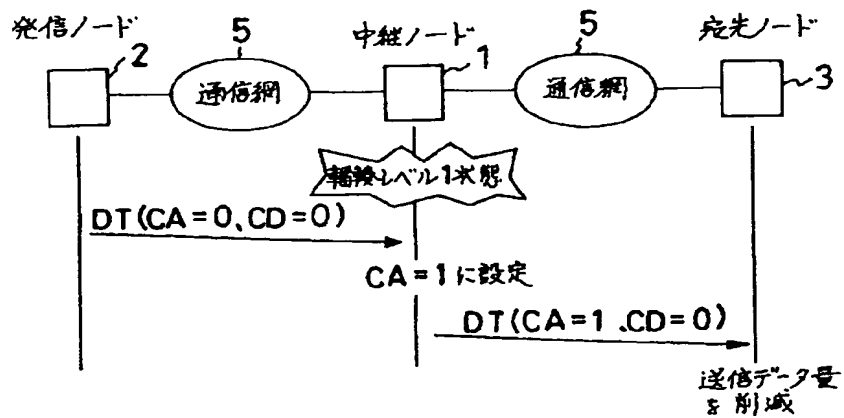 発信ノード
5
中継ノード
5
宛先ノード
2
通信網
1
通信網
3
輻輳レベル1状態
DT(CA=0、CD=0)
CA=1に設定
DT(CA=1、CD=0)
送信データ量
を削減